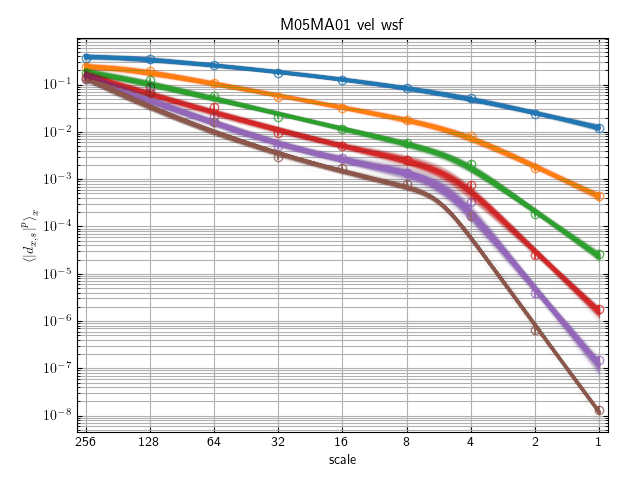 M05MA01 vel wsf
10⁻¹
10⁻²
10⁻³
10⁻⁴
10⁻⁵
10⁻⁶
10⁻⁷
10⁻⁸
⟨|d_{x,s}|^p⟩_x
256 128 64 32 16 8 4 2 1
scale